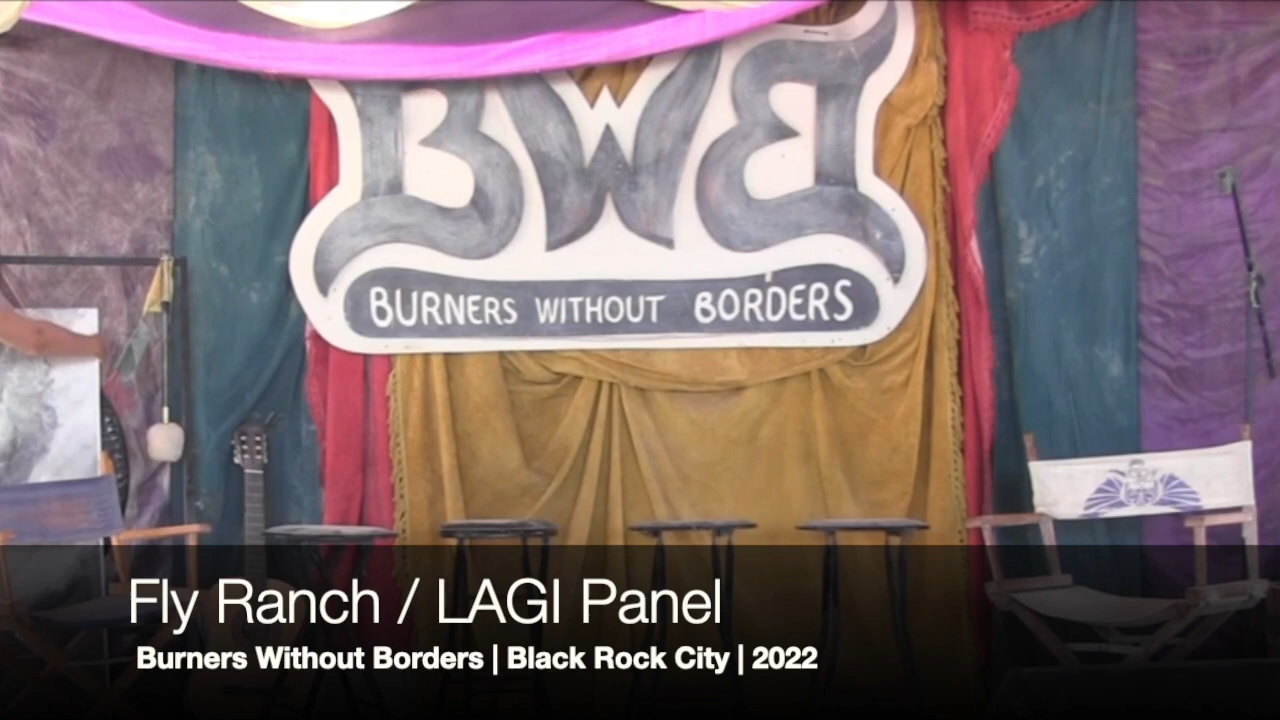 BWB
BURNERS WITHOUT BORDERS
Fly Ranch / LAGI Panel
Burners Without Borders | Black Rock City | 2022